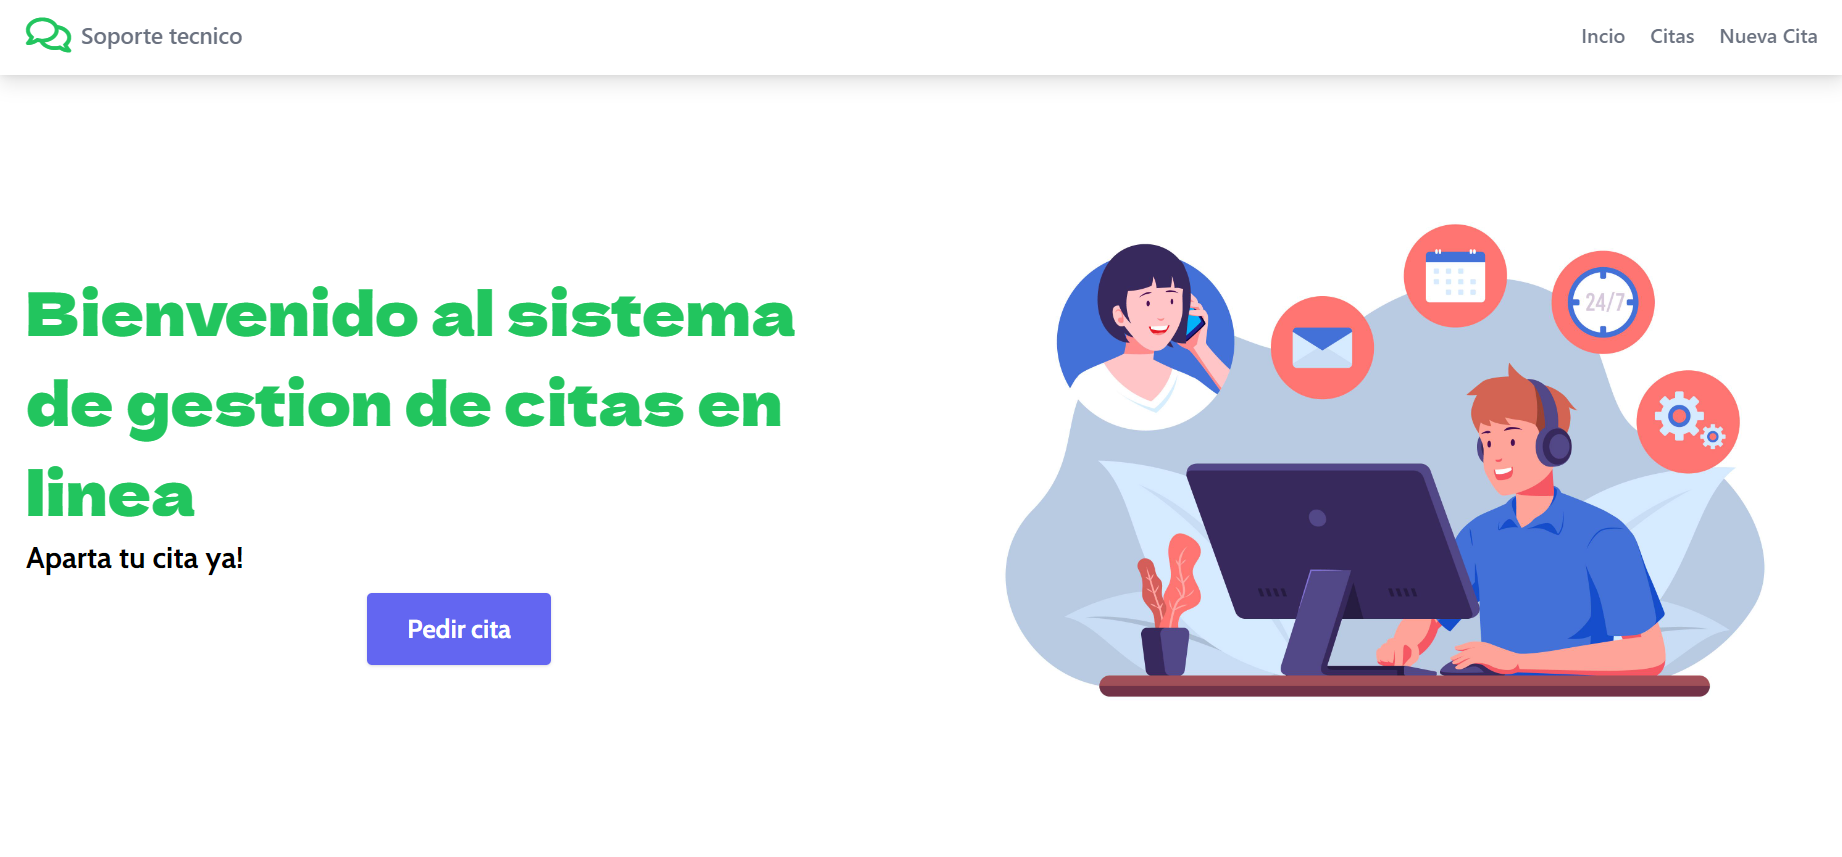 Soporte tecnico
Incio
Citas
Nueva Cita
Bienvenido al sistema
de gestion de citas en
linea
Aparta tu cita ya!
Pedir cita
24/7